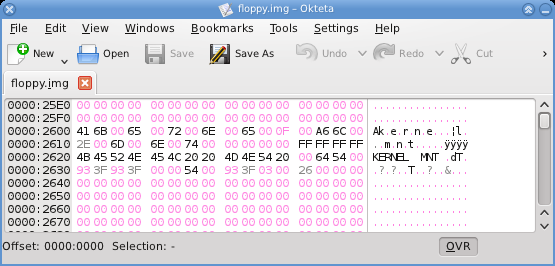 floppy.img – Okteta
File Edit View Windows Bookmarks Tools Settings Help
New Open Save Save As Undo Redo Cut
floppy.img
0000:25E0 00 00 00 00 00 00 00 00 00 00 00 00 00 00 00 00 ................
0000:25F0 00 00 00 00 00 00 00 00 00 00 00 00 00 00 00 00 ................
0000:2600 41 6B 00 65 00 72 00 6E 00 65 00 0F 00 A6 6C 00 Ak.e.r.n.e...¦l.
0000:2610 2E 00 6D 00 6E 00 74 00 00 00 00 00 FF FF FF FF ..m.n.t.....ÿÿÿÿ
0000:2620 4B 45 52 4E 45 4C 20 20 4D 4E 54 20 00 64 54 00 KERNEL  MNT .dT.
0000:2630 93 3F 93 3F 00 00 54 00 93 3F 03 00 26 00 00 00 .?.?..T..?..&...
0000:2640 00 00 00 00 00 00 00 00 00 00 00 00 00 00 00 00 ................
0000:2650 00 00 00 00 00 00 00 00 00 00 00 00 00 00 00 00 ................
0000:2660 00 00 00 00 00 00 00 00 00 00 00 00 00 00 00 00 ................
0000:2670 00 00 00 00 00 00 00 00 00 00 00 00 00 00 00 00 ................
Offset: 0000:0000 Selection: - OVR